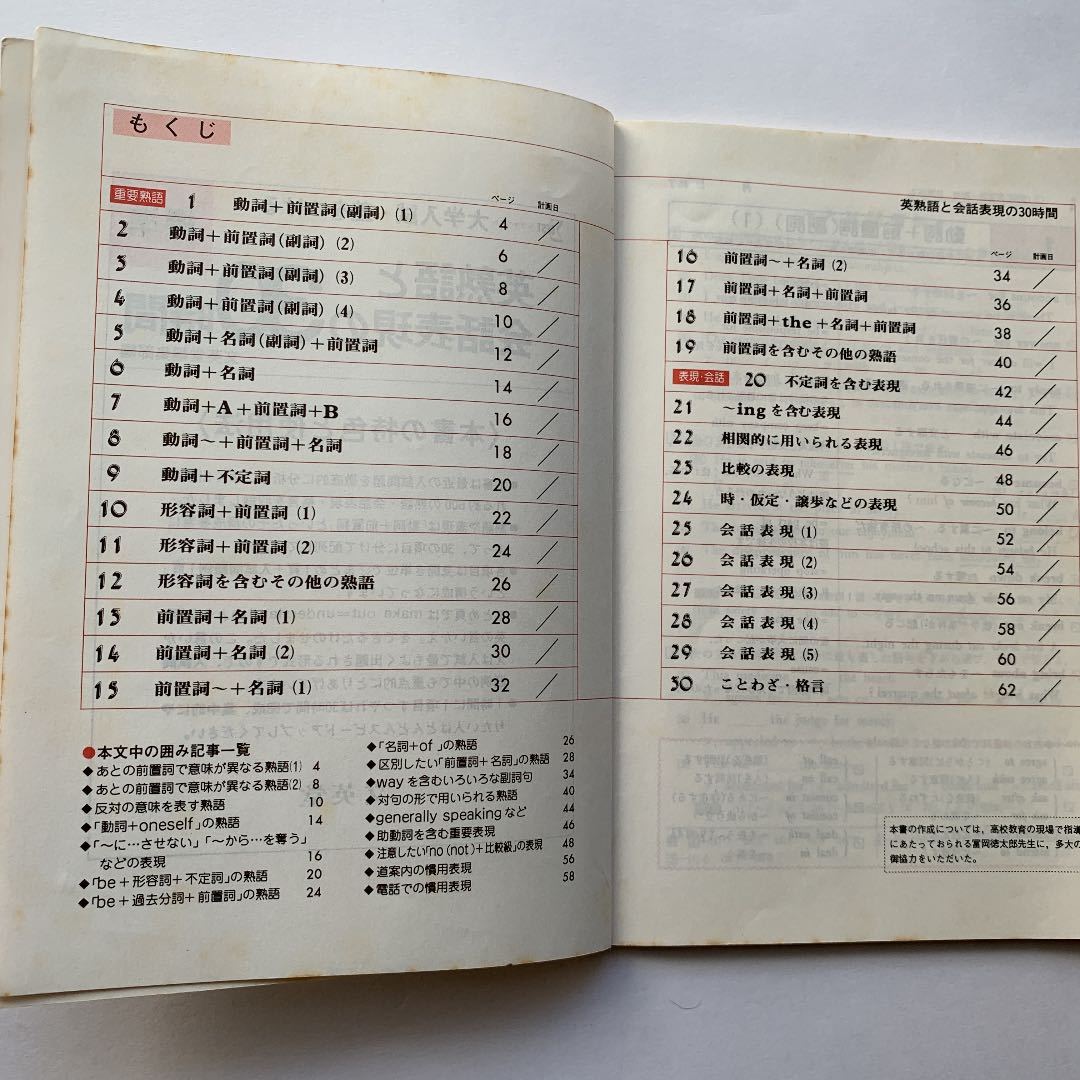 もくじ
ページ 計画日
重要熟語 1 動詞＋前置詞(副詞)(1) 4 ／
2 動詞＋前置詞(副詞)(2) 6 ／
3 動詞＋前置詞(副詞)(3) 8 ／
4 動詞＋前置詞(副詞)(4) 10 ／
5 動詞＋名詞(副詞)＋前置詞 12 ／
6 動詞＋名詞 14 ／
7 動詞＋A＋前置詞＋B 16 ／
8 動詞～＋前置詞＋名詞 18 ／
9 動詞＋不定詞 20 ／
10 形容詞＋前置詞(1) 22 ／
11 形容詞＋前置詞(2) 24 ／
12 形容詞を含むその他の熟語 26 ／
13 前置詞＋名詞(1) 28 ／
14 前置詞＋名詞(2) 30 ／
15 前置詞～＋名詞(1) 32 ／
●本文中の囲み記事一覧
◆あとの前置詞で意味が異なる熟語(1) 4
◆あとの前置詞で意味が異なる熟語(2) 8
◆反対の意味を表す熟語 10
◆「動詞+oneself」の熟語 14
◆「～に…させない」「～から…を奪う」
などの表現 16
◆「be＋形容詞＋不定詞」の熟語 20
◆「be＋過去分詞＋前置詞」の熟語 24
◆「名詞+of」の熟語 26
◆区別したい「前置詞＋名詞」の熟語 28
◆wayを含むいろいろな副詞句 34
◆対句の形で用いられる熟語 40
◆generally speakingなど 44
◆助動詞を含む重要表現 46
◆注意したい「no(not)＋比較級」の表現 48
◆道案内の慣用表現 56
◆電話での慣用表現 58
英熟語と会話表現の30時間
ページ 計画日
16 前置詞～＋名詞(2) 34 ／
17 前置詞＋名詞＋前置詞 36 ／
18 前置詞＋the＋名詞＋前置詞 38 ／
19 前置詞を含むその他の熟語 40 ／
表現・会話 20 不定詞を含む表現 42 ／
21 ～ingを含む表現 44 ／
22 相関的に用いられる表現 46 ／
23 比較の表現 48 ／
24 時・仮定・譲歩などの表現 50 ／
25 会話表現(1) 52 ／
26 会話表現(2) 54 ／
27 会話表現(3) 56 ／
28 会話表現(4) 58 ／
29 会話表現(5) 60 ／
30 ことわざ・格言 62 ／
本書の作成については，高校教育の現場で指導
にあたっておられる冨岡徳太郎先生に，多大の
御協力をいただいた。